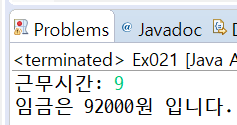 Problems @ Javadoc
<terminated> Ex021 [Java A
근무시간: 9
임금은 92000원 입니다.